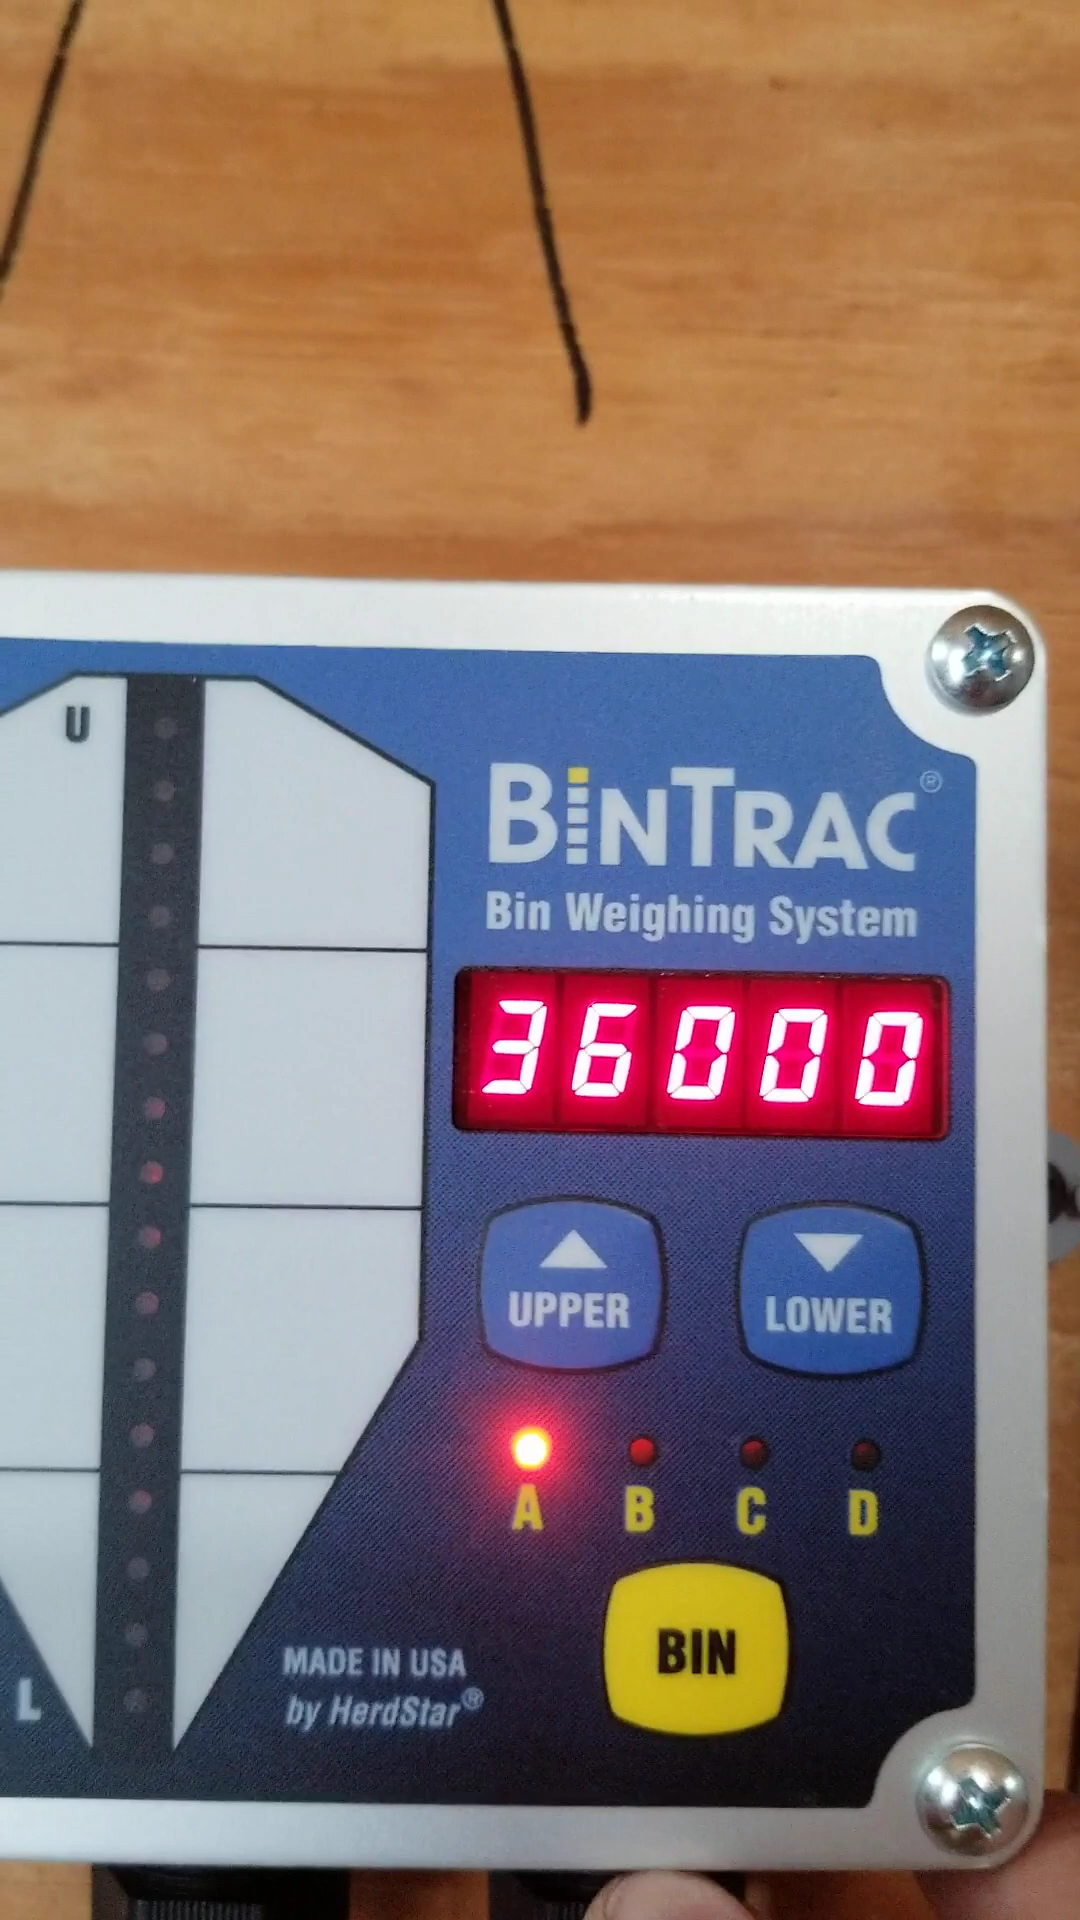 U
BINTRAC®
Bin Weighing System
36000
UPPER
LOWER
A B C D
BIN
MADE IN USA
by HerdStar®
L